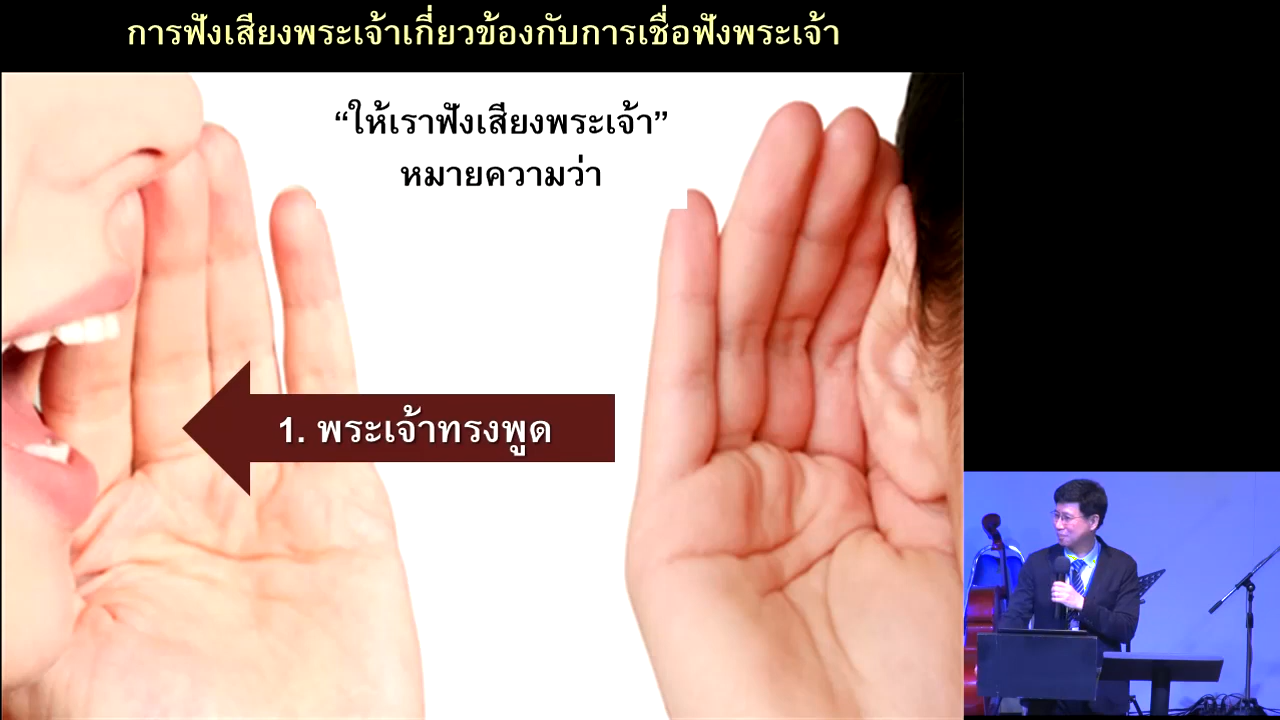 การฟังเสียงพระเจ้าเกี่ยวข้องกับการเชื่อฟังพระเจ้า
“ให้เราฟังเสียงพระเจ้า”
หมายความว่า
1. พระเจ้าทรงพูด